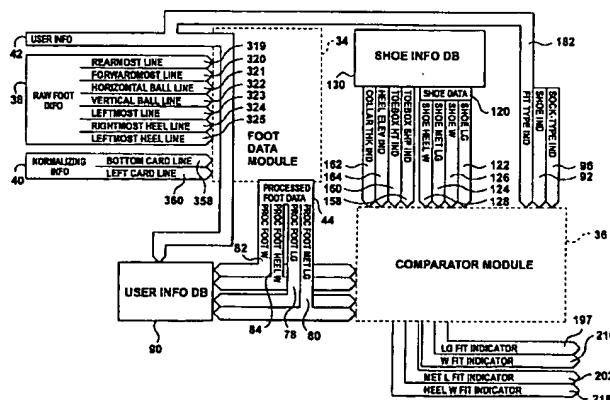 USER INFO
42
182
REARMOST LINE
FORWARDMOST LINE
HORIZONTAL BALL LINE
VERTICAL BALL LINE
LEFTMOST LINE
RIGHTMOST HEEL LINE
LEFTMOST HEEL LINE
RAW FOOT INFO
38
319
320
321
322
323
324
325
34
FOOT DATA MODULE
SHOE INFO DB
130
SHOE DATA
120
COLLAR THK IND
HEEL ELEV IND
TOEBOX HT IND
TOEBOX SHP IND
SHOE HEEL W
SHOE MET LG
SHOE W
SHOE LG
FIT TYPE IND
SHOE IND
SOCK TYPE IND
162
164
160
158
122
126
124
128
96
92
NORMALIZING INFO
BOTTOM CARD LINE
LEFT CARD LINE
40
360
358
PROCESSED FOOT DATA
44
PROC FOOT W
PROC FOOT HEEL W
PROC FOOT LG
PROC FOOT MET LG
82
84
78
80
USER INFO DB
90
COMPARATOR MODULE
36
LG FIT INDICATOR
W FIT INDICATOR
MET L FIT INDICATOR
HEEL W FIT INDICATOR
197
202